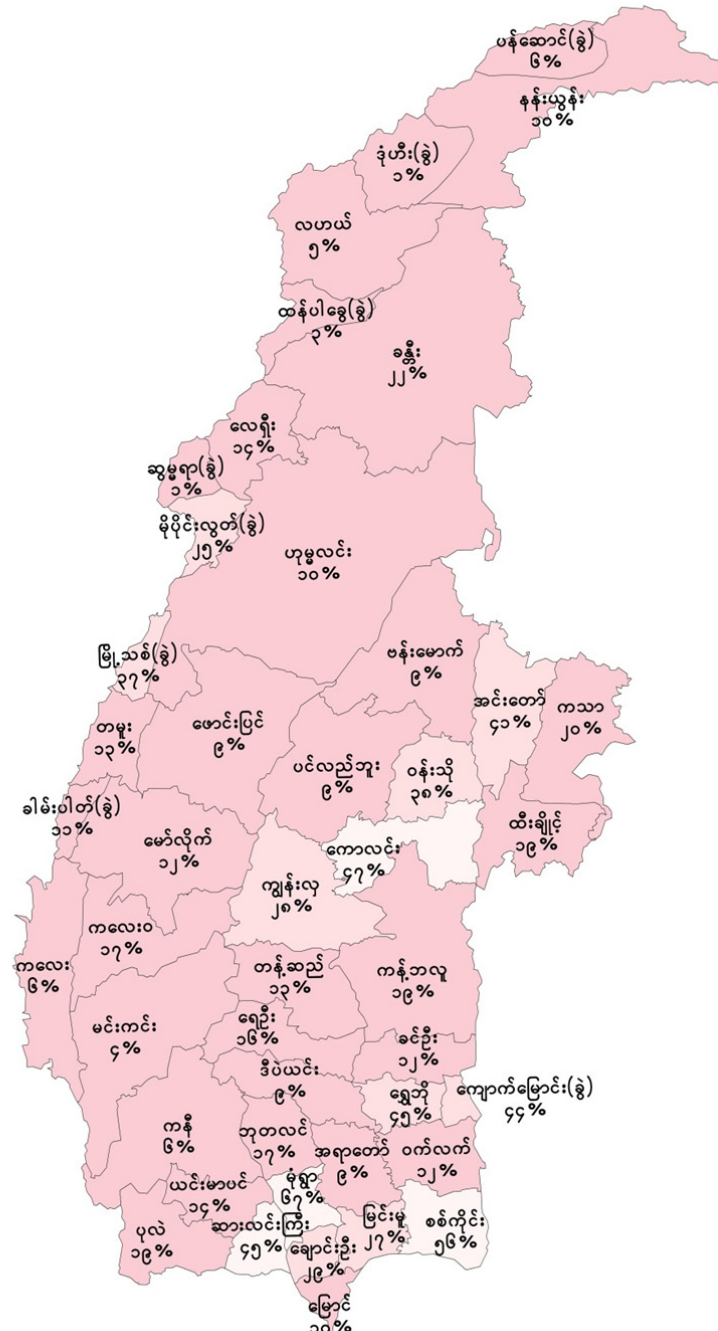 ပန်ဆောင်(ခွဲ)
၆%
နန်းယွန်း
၁၀%
ဒုံဟီး(ခွဲ)
၁%
လဟယ်
၅%
ထန်ပါခွေ(ခွဲ)
၃%
ခန္တီး
၂၂%
လေရှီး
၁၄%
ဆွမ္မရာ(ခွဲ)
၁%
မိုပိုင်းလွတ်(ခွဲ)
၂၅%
ဟုမ္မလင်း
၁၀%
မြို့သစ်(ခွဲ)
၃၇%
ဗန်းမောက်
၉%
အင်းတော်
၄၁%
ကသာ
၂၀%
တမူး
၁၃%
ဖောင်းပြင်
၉%
ပင်လည်ဘူး
၉%
ဝန်းသို
၃၈%
ခါမ်းပါတ်(ခွဲ)
၁၁%
မော်လိုက်
၁၂%
ကောလင်း
၄၇%
ထီးချိုင့်
၁၉%
ကျွန်းလှ
၂၈%
ကလေးဝ
၁၇%
ကလေး
၆%
တန့်ဆည်
၁၃%
ကန့်ဘလူ
၁၉%
မင်းကင်း
၄%
ရေဦး
၁၆%
ခင်ဦး
၁၂%
ဒီပဲယင်း
၉%
ရွှေဘို
၄၅%
ကျောက်မြောင်း(ခွဲ)
၄၄%
ကနီ
၆%
ဘုတလင်
၁၇%
အရာတော်
၉%
ဝက်လက်
၁၂%
ယင်းမာပင်
၁၄%
မုံရွာ
၆၇%
ပုလဲ
၁၉%
ဆားလင်းကြီး
၄၅%
မြင်းမူ
၂၇%
စစ်ကိုင်း
၅၆%
ချောင်းဦး
၂၉%
မြောင်